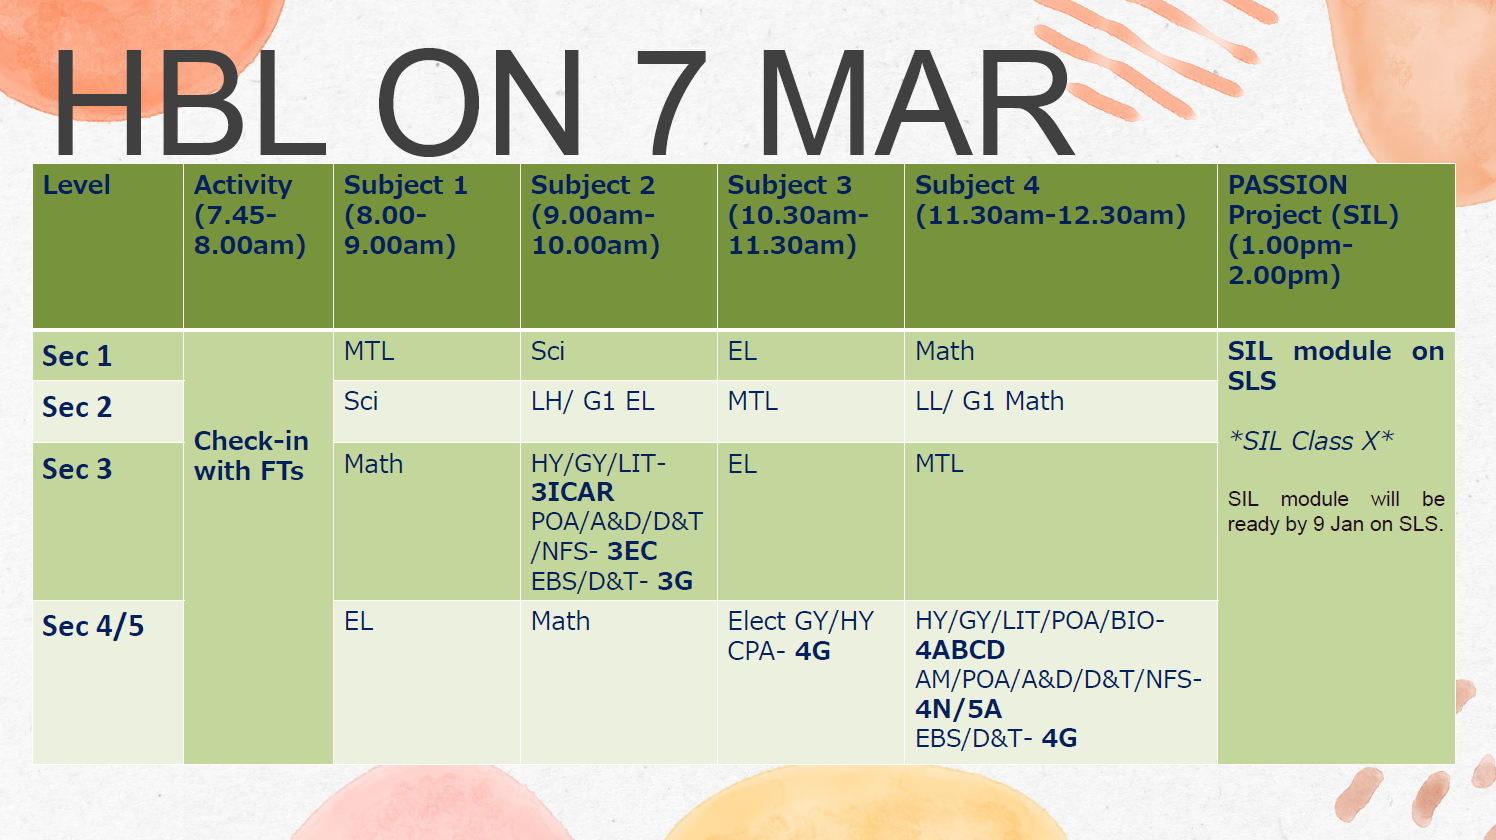 HBL ON 7 MAR
Level
Activity
(7.45-
8.00am)
Subject 1
(8.00-
9.00am)
Subject 2
(9.00am-
10.00am)
Subject 3
(10.30am-
11.30am)
Subject 4
(11.30am-12.30am)
PASSION
Project (SIL)
(1.00pm-
2.00pm)
Sec 1
Check-in
with FTs
MTL
Sci
EL
Math
SIL module on
SLS
*SIL Class X*
SIL module will be
ready by 9 Jan on SLS.
Sec 2
Sci
LH/ G1 EL
MTL
LL/ G1 Math
Sec 3
Math
HY/GY/LIT-
3ICAR
POA/A&D/D&T
/NFS- 3EC
EBS/D&T- 3G
EL
MTL
Sec 4/5
EL
Math
Elect GY/HY
CPA- 4G
HY/GY/LIT/POA/BIO-
4ABCD
AM/POA/A&D/D&T/NFS-
4N/5A
EBS/D&T- 4G